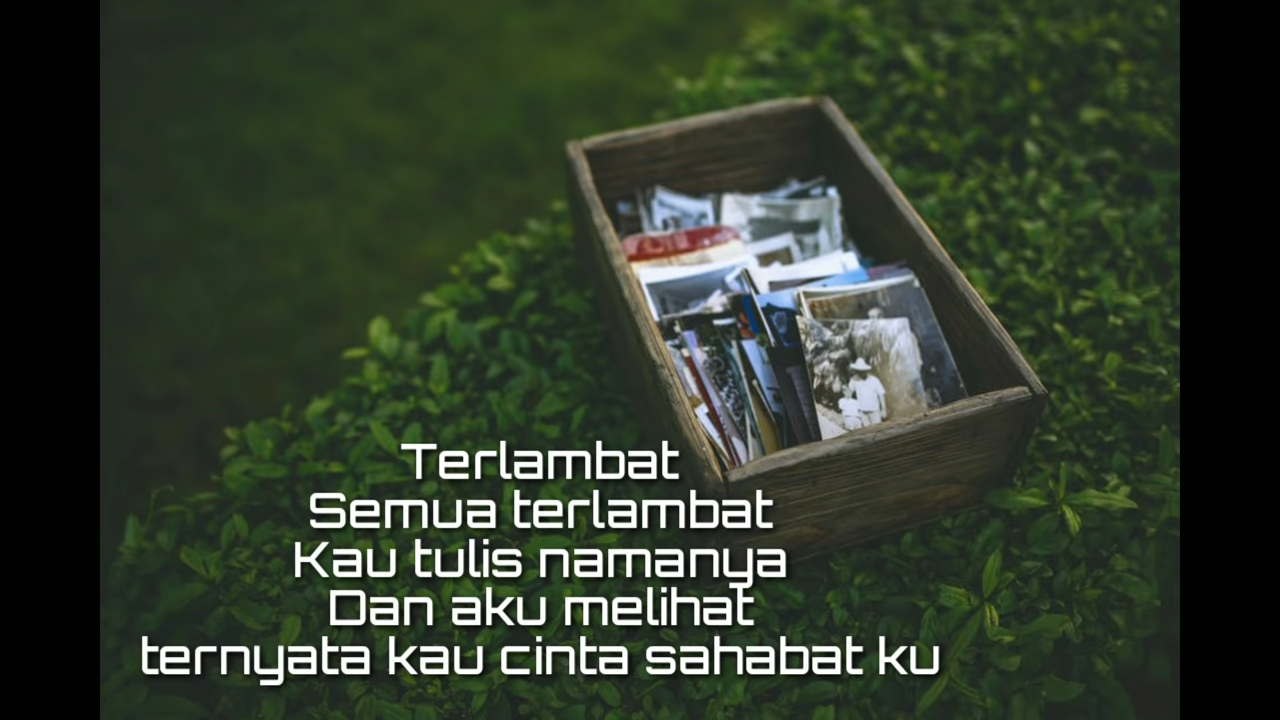 Terlambat
Semua terlambat
Kau tulis namanya
Dan aku melihat
ternyata kau cinta sahabat ku